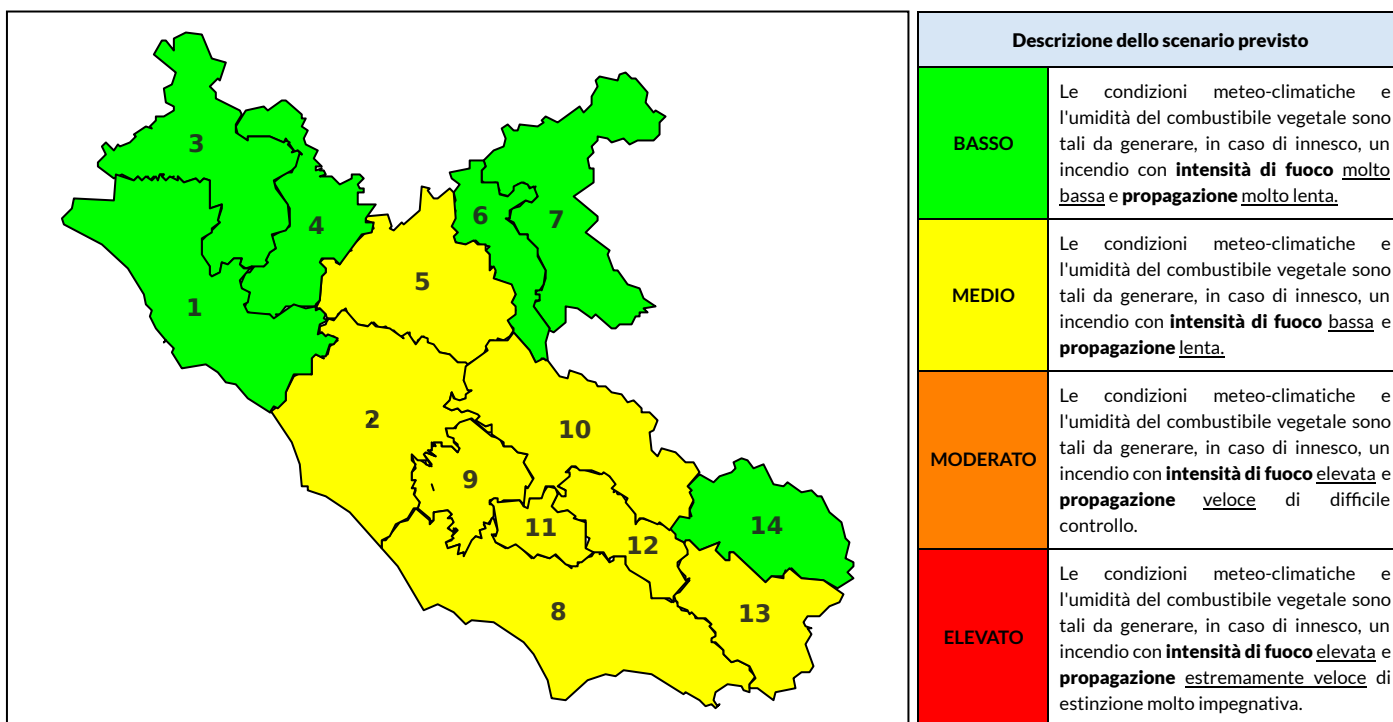 3
4
6
7
5
1
2
10
9
11
12
14
8
13
Descrizione dello scenario previsto
BASSO
Le condizioni meteo-climatiche e
l'umidità del combustibile vegetale sono
tali da generare, in caso di innesco, un
incendio con intensità di fuoco molto
bassa e propagazione molto lenta.
MEDIO
Le condizioni meteo-climatiche e
l'umidità del combustibile vegetale sono
tali da generare, in caso di innesco, un
incendio con intensità di fuoco bassa e
propagazione lenta.
MODERATO
Le condizioni meteo-climatiche e
l'umidità del combustibile vegetale sono
tali da generare, in caso di innesco, un
incendio con intensità di fuoco elevata e
propagazione veloce di difficile
controllo.
ELEVATO
Le condizioni meteo-climatiche e
l'umidità del combustibile vegetale sono
tali da generare, in caso di innesco, un
incendio con intensità di fuoco elevata e
propagazione estremamente veloce di
estinzione molto impegnativa.